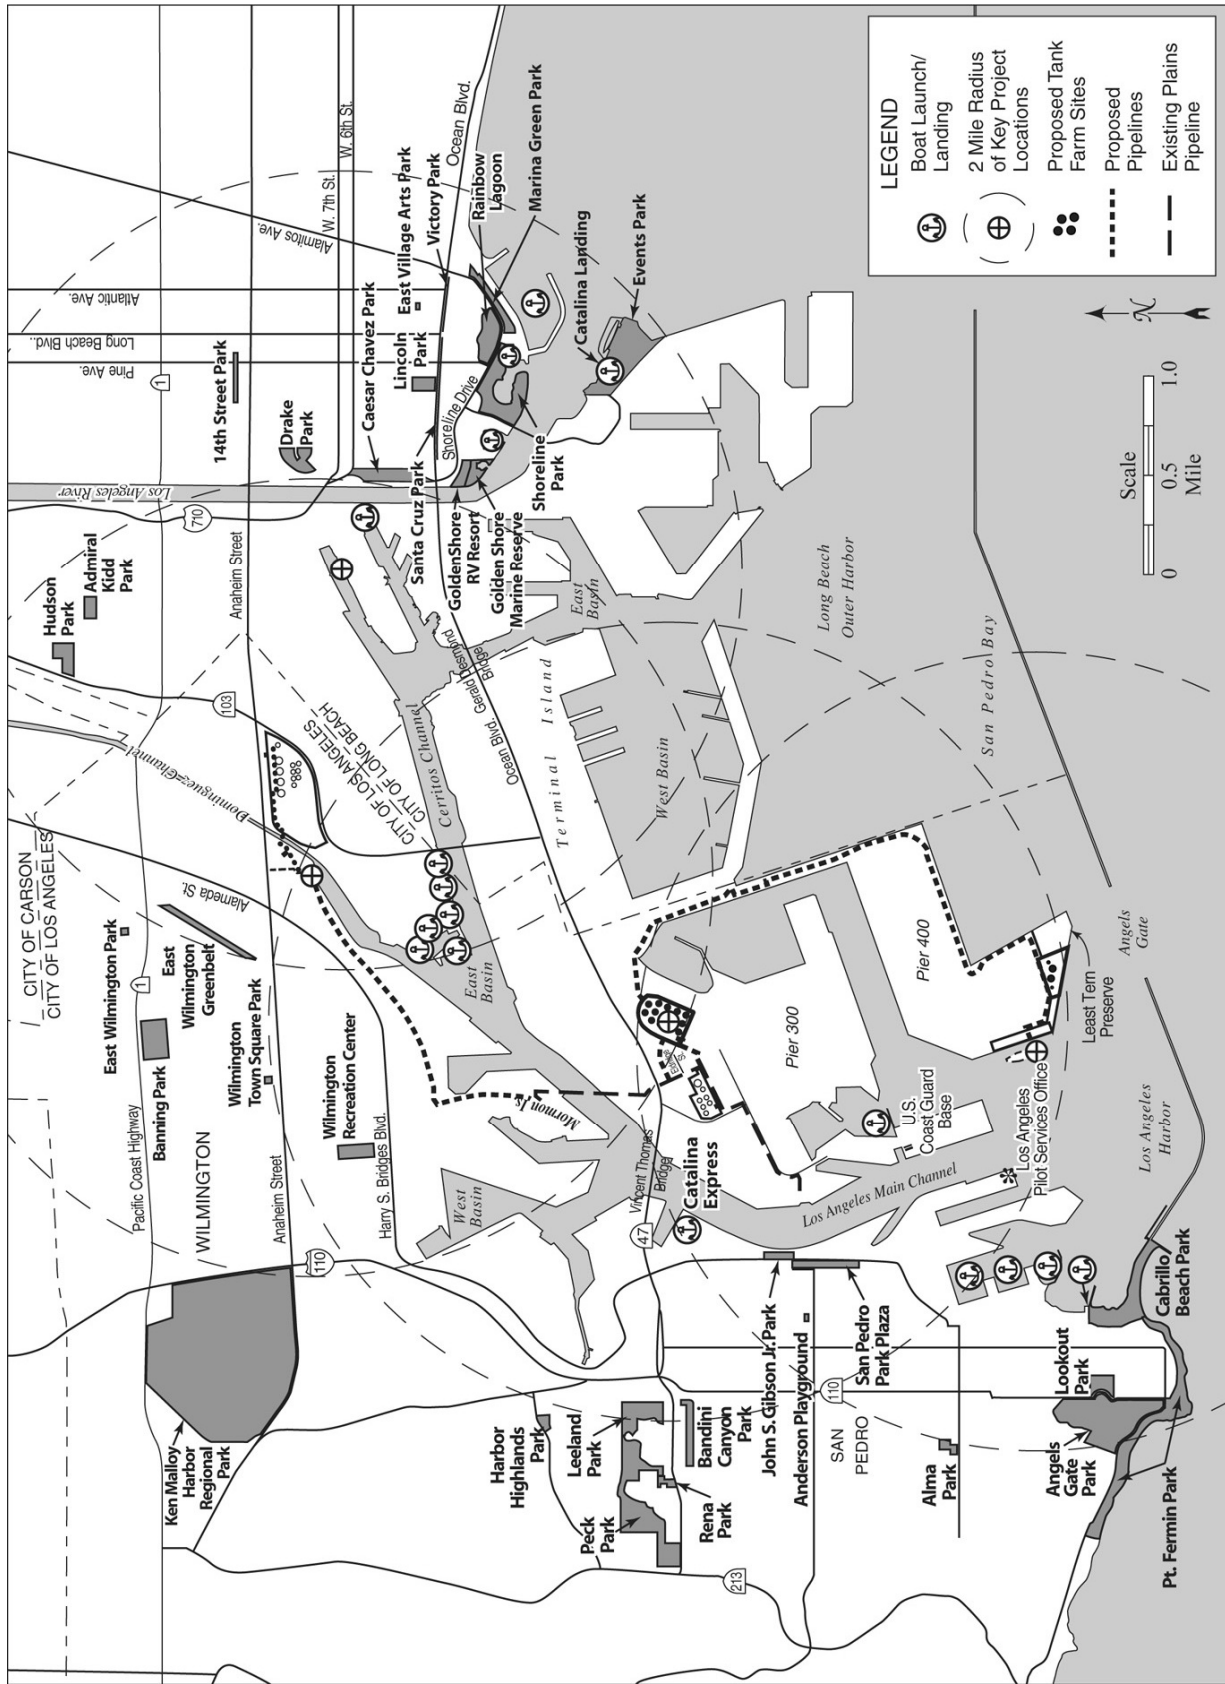 CITY OF CARSON
CITY OF LOS ANGELES
Hudson
Park
Admiral
Kidd
Park
Los Angeles River
710
14th Street Park
Drake
Park
Pine Ave.
Long Beach Blvd..
Atlantic Ave.
Alamitos Ave.
W. 7th St.
W. 6th St.
1
Pacific Coast Highway
1
East Wilmington Park
Banning Park
East
Wilmington
Greenbelt
Dominguez Channel
103
Alameda St.
Anaheim Street
Caesar Chavez Park
Lincoln
Park
East Village Arts Park
Victory Park
Ocean Blvd.
Rainbow
Lagoon
Marina Green Park
Ken Malloy
Harbor
Regional
Park
WILMINGTON
Anaheim Street
110
Wilmington
Town Square Park
Wilmington
Recreation Center
Harry S. Bridges Blvd.
CITY OF LOS ANGELES
CITY OF LONG BEACH
Cerritos Channel
Santa Cruz Park
Shoreline Drive
Golden Shore
RV Resort
Golden Shore
Marine Reserve
Shoreline
Park
Catalina Landing
Events Park
Gerald Desmond
Bridge
Ocean Blvd.
East
Basin
East
Basin
West
Basin
Mormon Is.
Terminal Island
West Basin
Long Beach
Outer Harbor
Harbor
Highlands
Park
Leeland
Park
Peck
Park
Rena
Park
Bandini
Canyon
Park
213
47
Vincent Thomas
Bridge
Catalina
Express
John S. Gibson Jr. Park
Anderson Playground
San Pedro
Park Plaza
110
SAN
PEDRO
Pier 300
Pier 400
Los Angeles Main Channel
U.S.
Coast Guard
Base
Los Angeles
Pilot Services Office
Least Tern
Preserve
San Pedro Bay
Angels
Gate
Los Angeles
Harbor
Alma
Park
Angels
Gate
Park
Lookout
Park
Cabrillo
Beach Park
Pt. Fermin Park
Scale
0
0.5
1.0
Mile
N
LEGEND
Boat Launch/
Landing
2 Mile Radius
of Key Project
Locations
Proposed Tank
Farm Sites
Proposed
Pipelines
Existing Plains
Pipeline